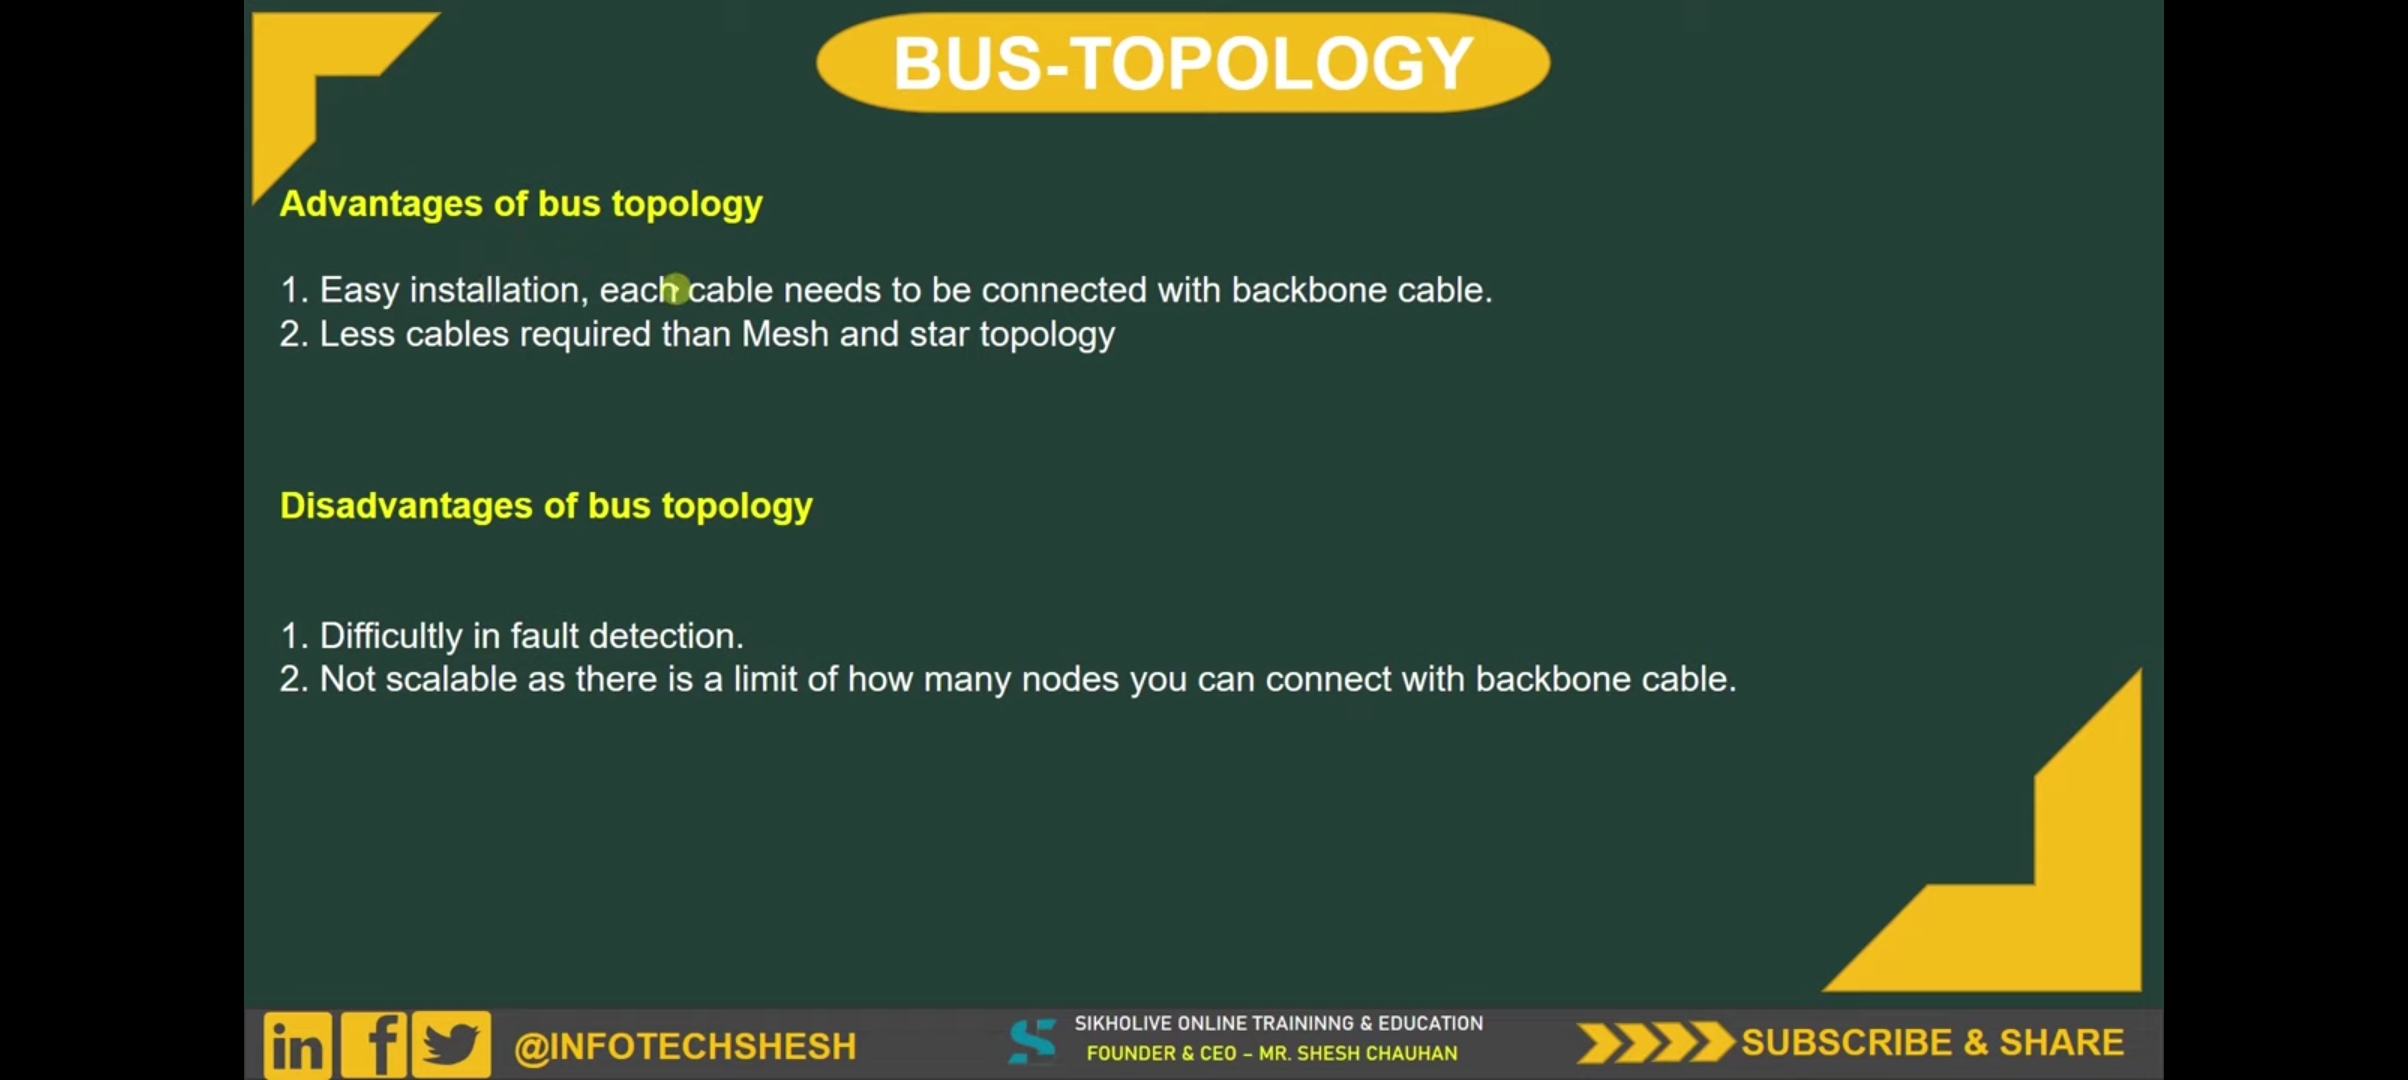 BUS-TOPOLOGY
Advantages of bus topology
1. Easy installation, each cable needs to be connected with backbone cable.
2. Less cables required than Mesh and star topology
Disadvantages of bus topology
1. Difficultly in fault detection.
2. Not scalable as there is a limit of how many nodes you can connect with backbone cable.
in f @INFOTECHSHESH
SIKHOLIVE ONLINE TRAININNG & EDUCATION
FOUNDER & CEO – MR. SHESH CHAUHAN
SUBSCRIBE & SHARE